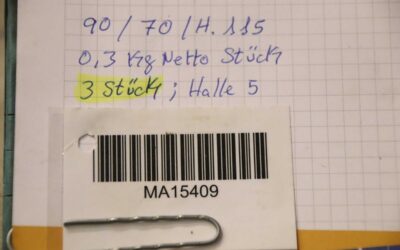 90 / 70 / H. 115
0,3 Kg Netto Stück
3 Stück ; Halle 5
MA15409